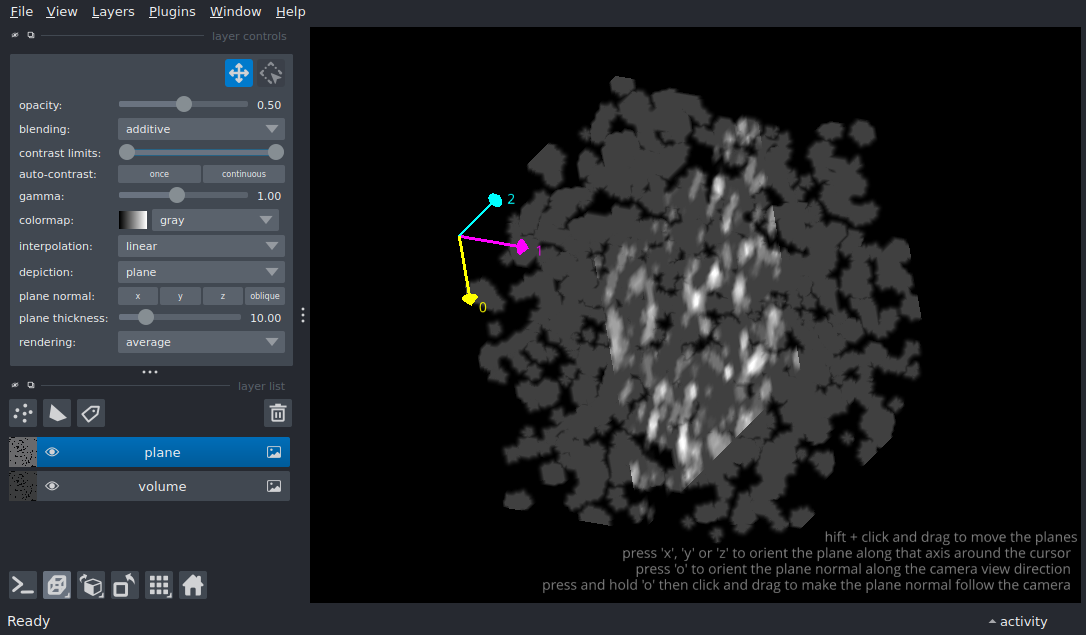 File View Layers Plugins Window Help
layer controls
opacity: 0.50
blending: additive
contrast limits:
auto-contrast: once continuous
gamma: 1.00
colormap: gray
interpolation: linear
depiction: plane
plane normal: x y z oblique
plane thickness: 10.00
rendering: average
layer list
plane
volume
2
1
0
hift + click and drag to move the planes
press 'x', 'y' or 'z' to orient the plane along that axis around the cursor
press 'o' to orient the plane normal along the camera view direction
press and hold 'o' then click and drag to make the plane normal follow the camera
Ready
activity